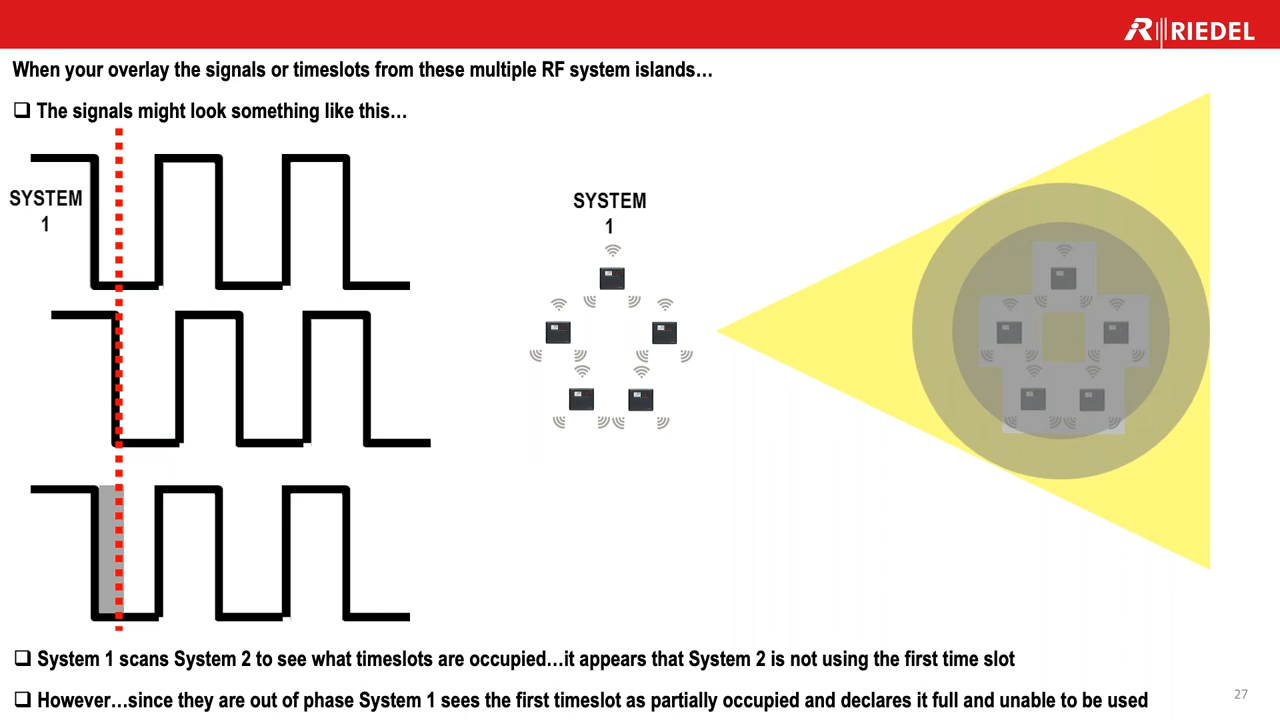 RIEDEL
When your overlay the signals or timeslots from these multiple RF system islands…
❑ The signals might look something like this…
SYSTEM
1
SYSTEM
1
❑ System 1 scans System 2 to see what timeslots are occupied…it appears that System 2 is not using the first time slot
❑ However…since they are out of phase System 1 sees the first timeslot as partially occupied and declares it full and unable to be used
27